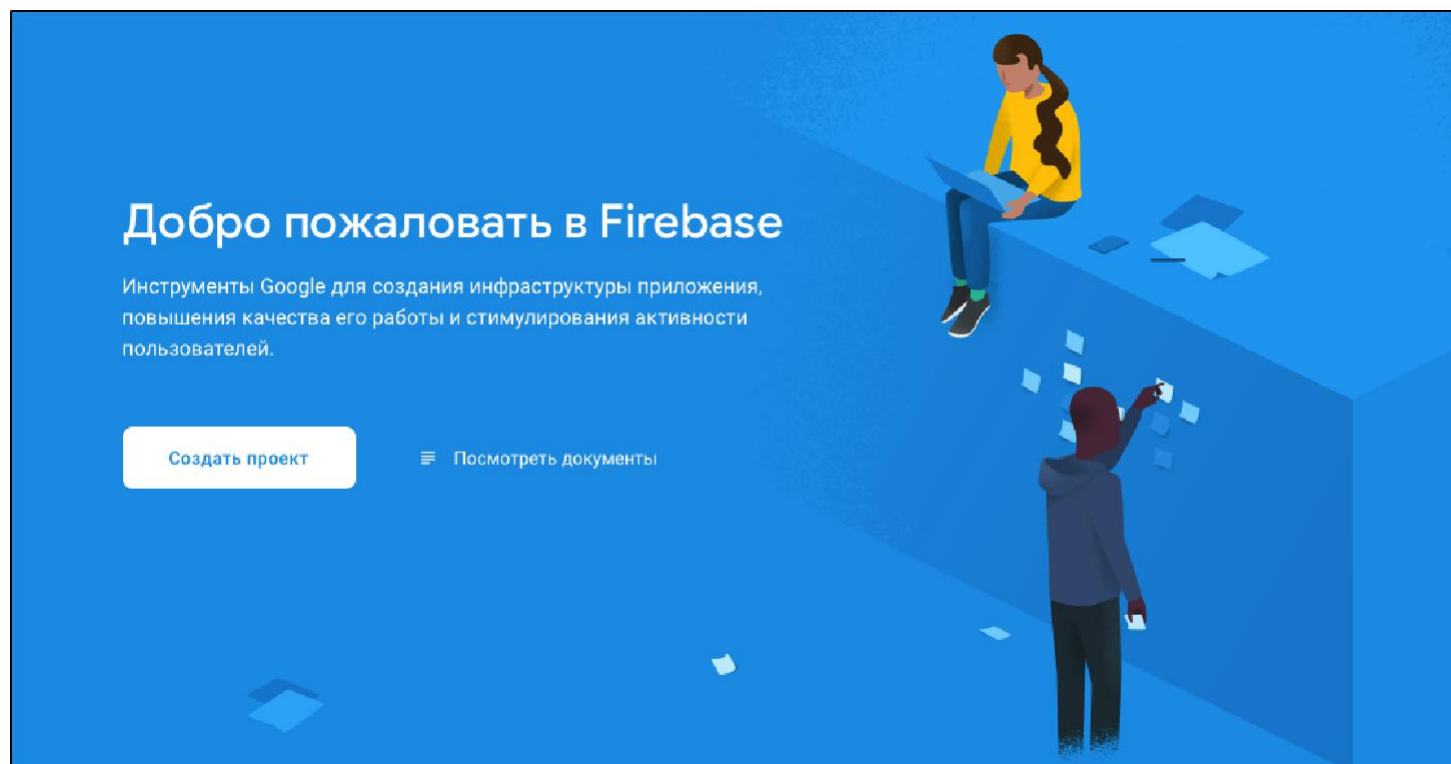 Добро пожаловать в Firebase
Инструменты Google для создания инфраструктуры приложения,
повышения качества его работы и стимулирования активности
пользователей.
Создать проект
Посмотреть документы